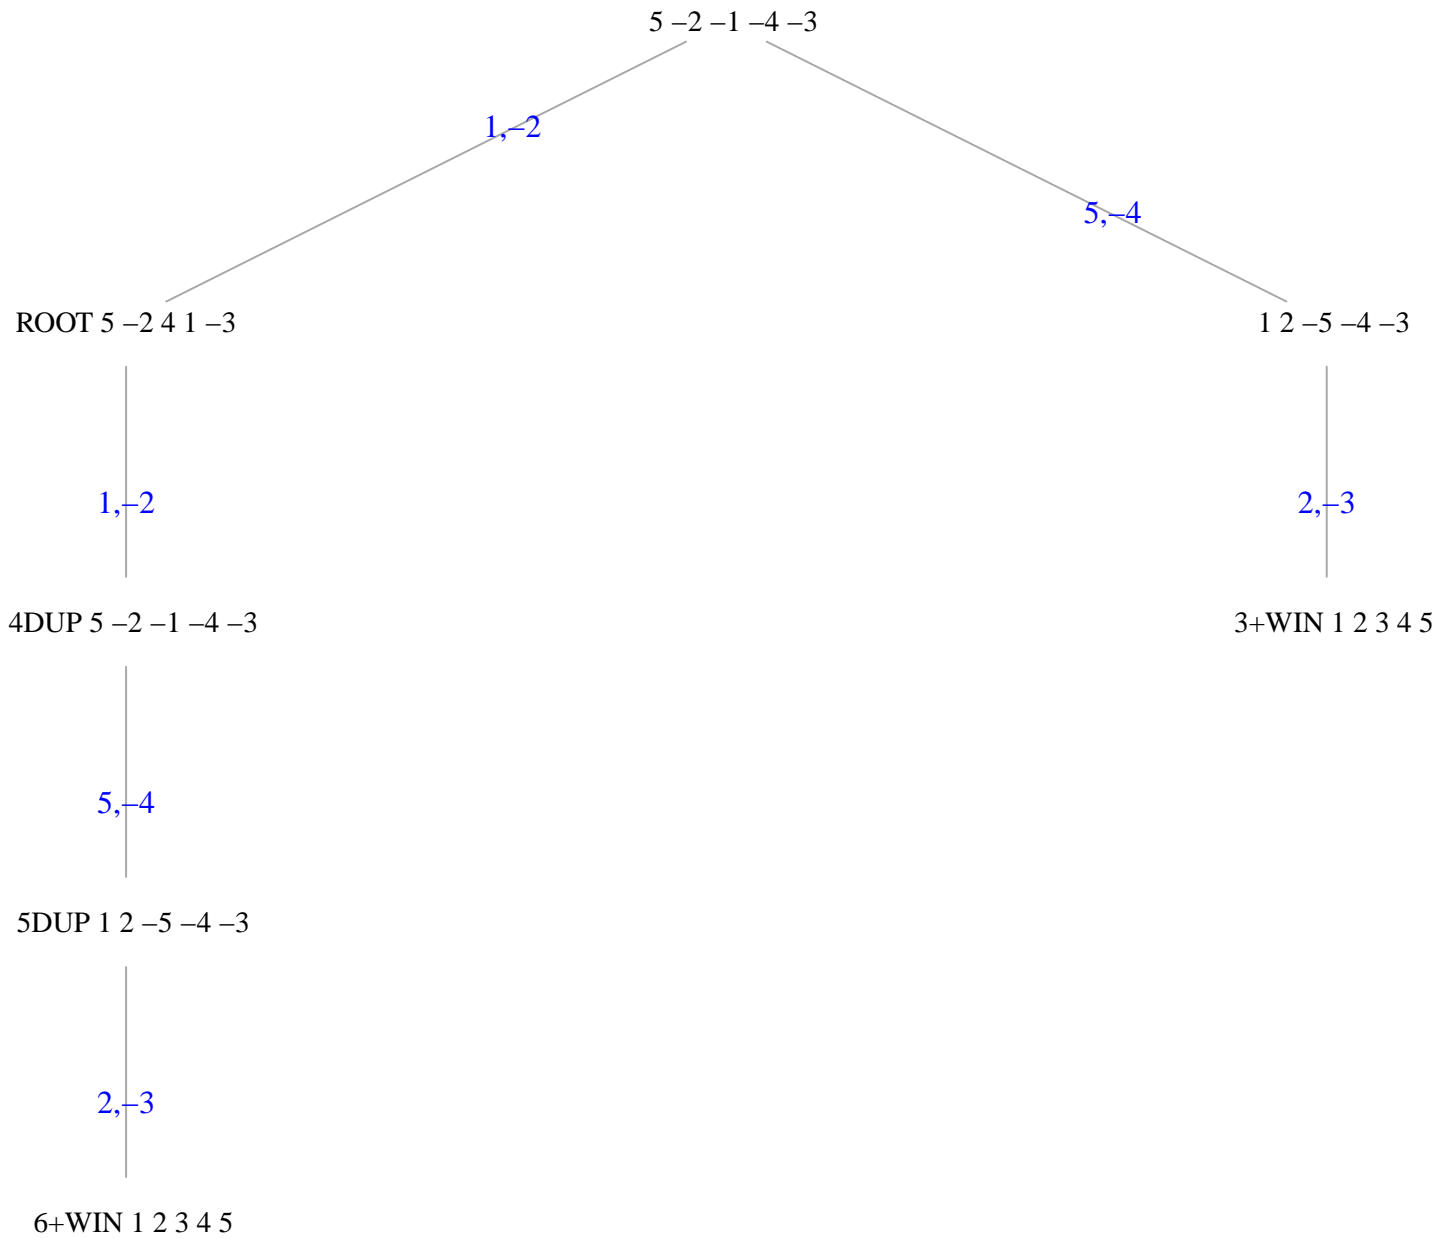 5 –2 –1 –4 –3
1,–2
5,–4
ROOT 5 –2 4 1 –3
1 2 –5 –4 –3
1,–2
2,–3
4DUP 5 –2 –1 –4 –3
3+WIN 1 2 3 4 5
5,–4
5DUP 1 2 –5 –4 –3
2,–3
6+WIN 1 2 3 4 5